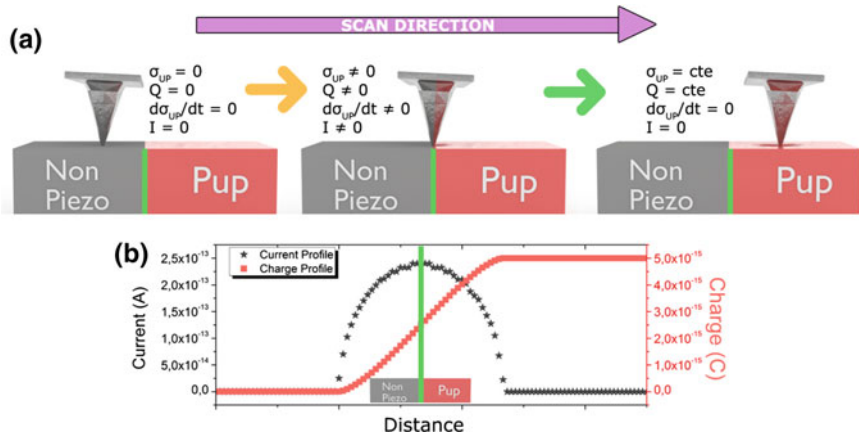 SCAN DIRECTION
(a)
σUP = 0
Q = 0
dσUP/dt = 0
I = 0
σUP ≠ 0
Q ≠ 0
dσUP/dt ≠ 0
I ≠ 0
σUP = cte
Q = cte
dσUP/dt = 0
I = 0
Non
Piezo
Pup
Non
Piezo
Pup
Non
Piezo
Pup
(b)
Current Profile
Charge Profile
Current (A)
2,5x10⁻¹³
2,0x10⁻¹³
1,5x10⁻¹³
1,0x10⁻¹³
5,0x10⁻¹⁴
0,0
5,0x10⁻¹⁵
4,0x10⁻¹⁵
3,0x10⁻¹⁵
2,0x10⁻¹⁵
1,0x10⁻¹⁵
0,0
Charge (C)
Non
Piezo
Pup
Distance